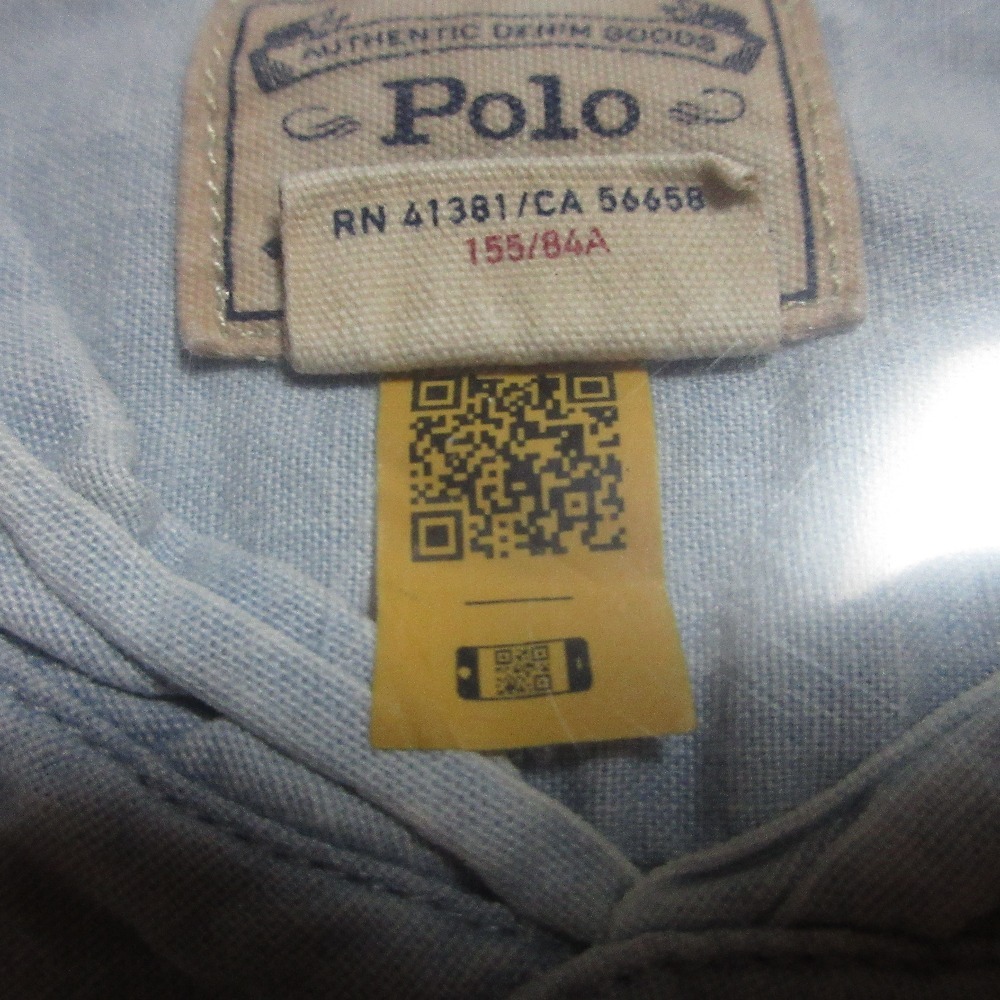 AUTHENTIC DENIM GOODS
Polo
RN 41381/CA 56658
155/84A